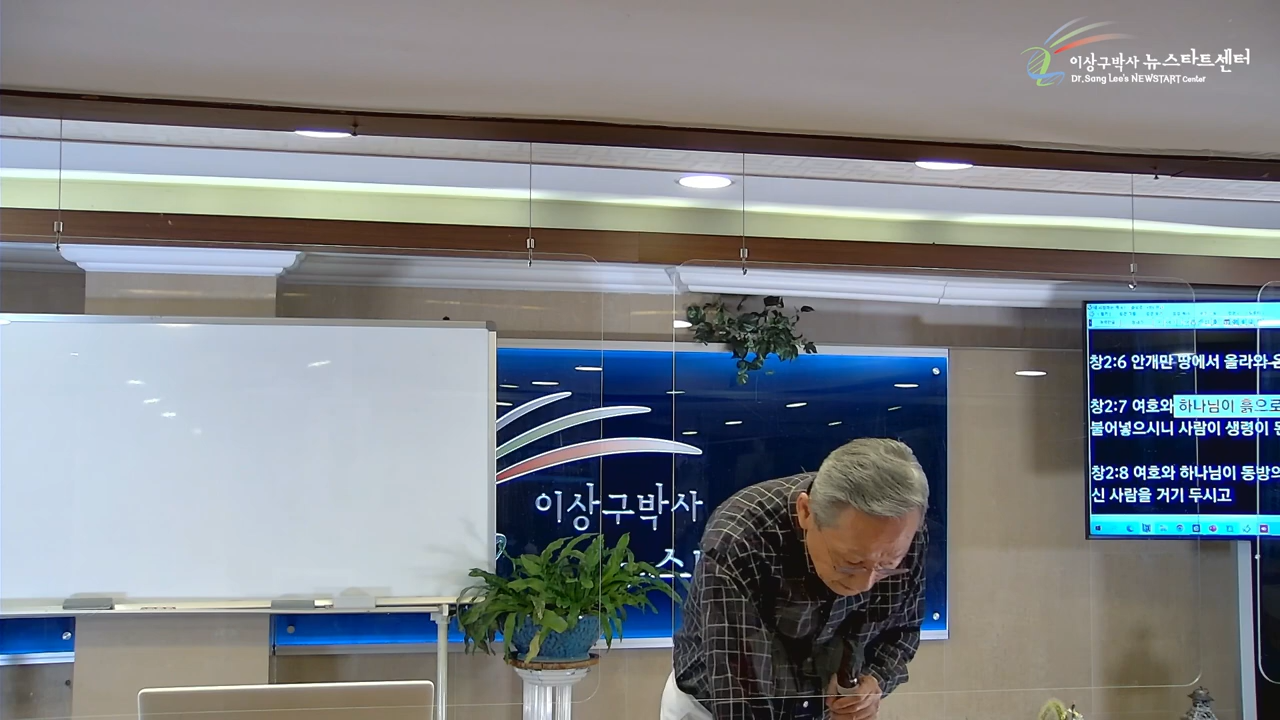 이상구박사 뉴스타트센터
Dr. Sang Lee's NEWSTART Center
이상구박사
창2:6 안개만 땅에서 올라와 온
창2:7 여호와 하나님이 흙으로
불어넣으시니 사람이 생령이 된
창2:8 여호와 하나님이 동방의
신 사람을 거기 두시고